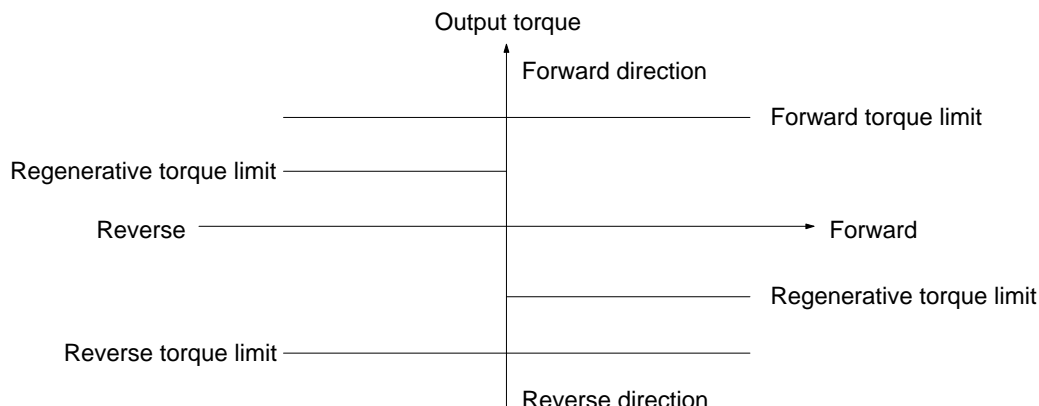 Output torque
Forward direction
Forward torque limit
Regenerative torque limit
Reverse
Forward
Regenerative torque limit
Reverse torque limit
Reverse direction